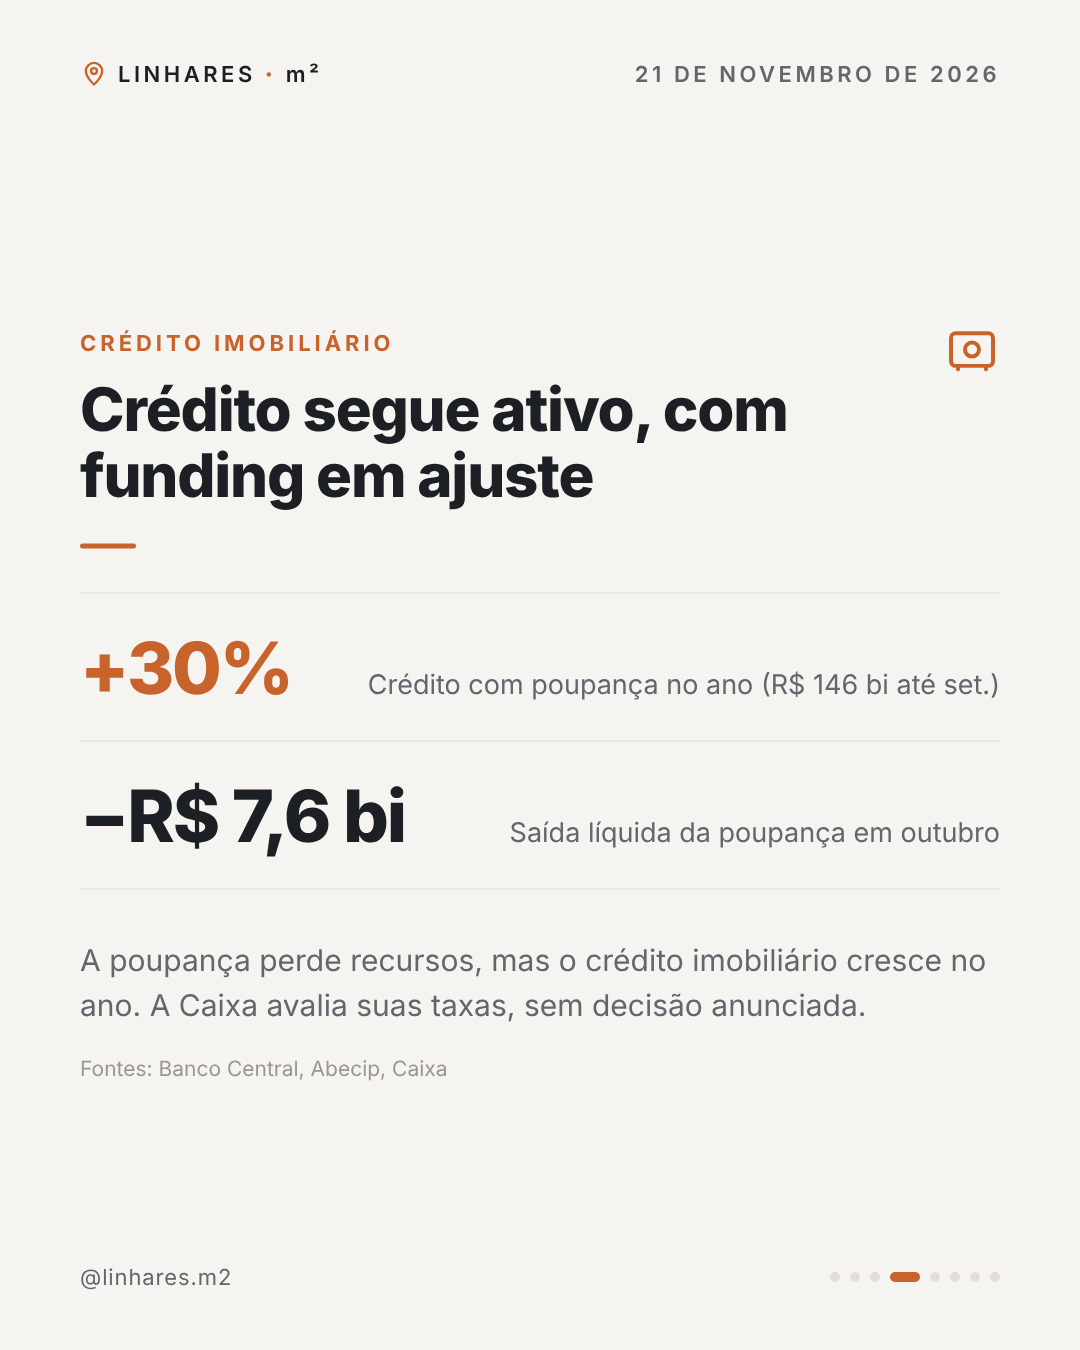 LINHARES · m²
21 DE NOVEMBRO DE 2026
CRÉDITO IMOBILIÁRIO
Crédito segue ativo, com
funding em ajuste
+30%
Crédito com poupança no ano (R$ 146 bi até set.)
–R$ 7,6 bi
Saída líquida da poupança em outubro
A poupança perde recursos, mas o crédito imobiliário cresce no
ano. A Caixa avalia suas taxas, sem decisão anunciada.
Fontes: Banco Central, Abecip, Caixa
@linhares.m2